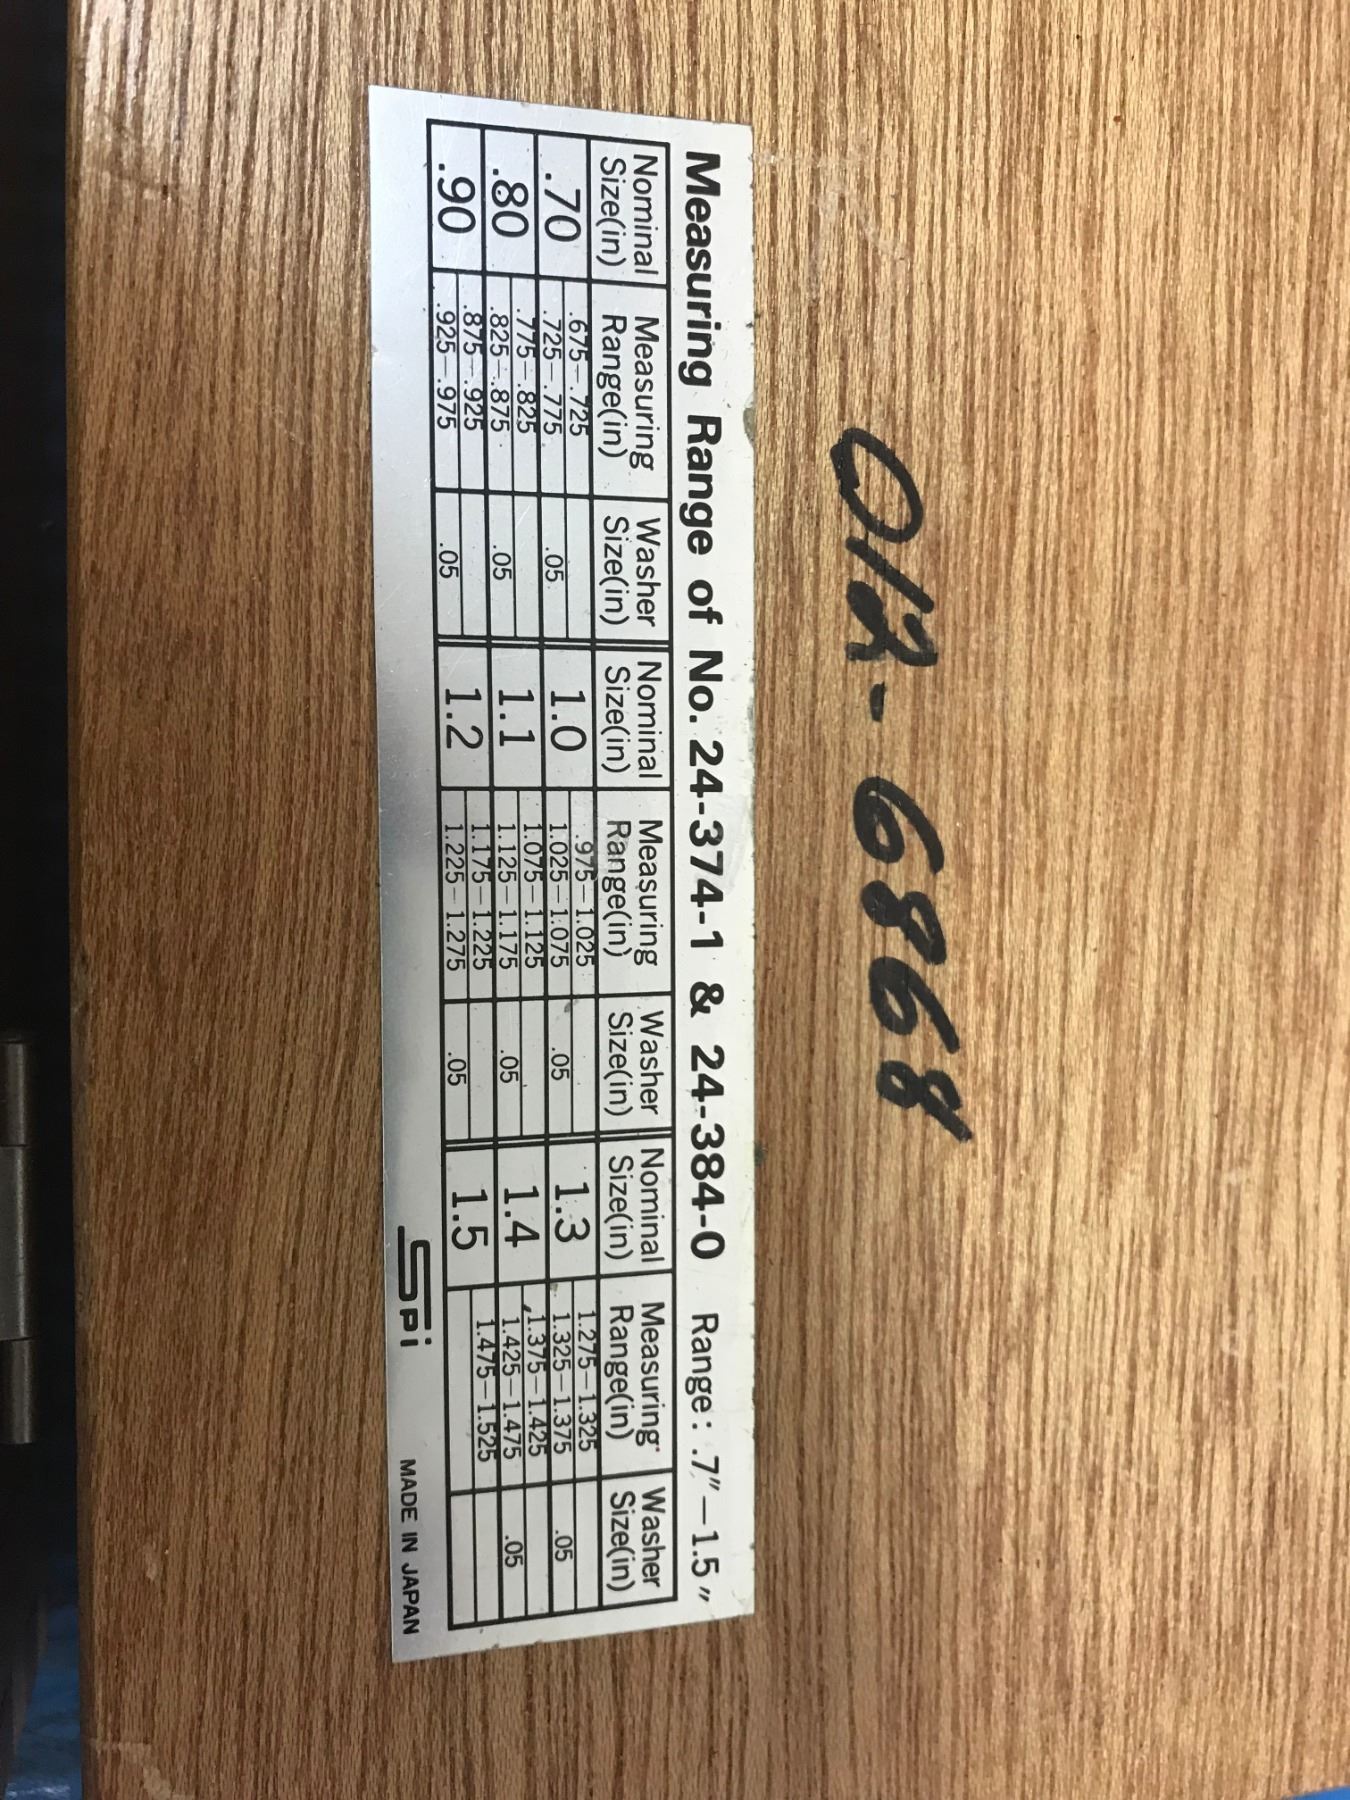 012-6868
Measuring Range of No. 24-374-1 & 24-384-0 Range: .7"—1.5"
Nominal Size(in) Measuring Range(in) Washer Size(in) Nominal Size(in) Measuring Range(in) Washer Size(in) Nominal Size(in) Measuring Range(in) Washer Size(in)
.70 .675—.725 .975—1.025 1.3 1.275—1.325
.725—.775 .05 1.0 1.025—1.075 .05 1.325—1.375 .05
.80 .775—.825 1.1 1.075—1.125 1.4 1.375—1.425
.825—.875 .05 1.125—1.175 .05 1.425—1.475 .05
.90 .875—.925 1.2 1.175—1.225 1.5 1.475—1.525
.925—.975 .05 1.225—1.275 .05
SPi MADE IN JAPAN